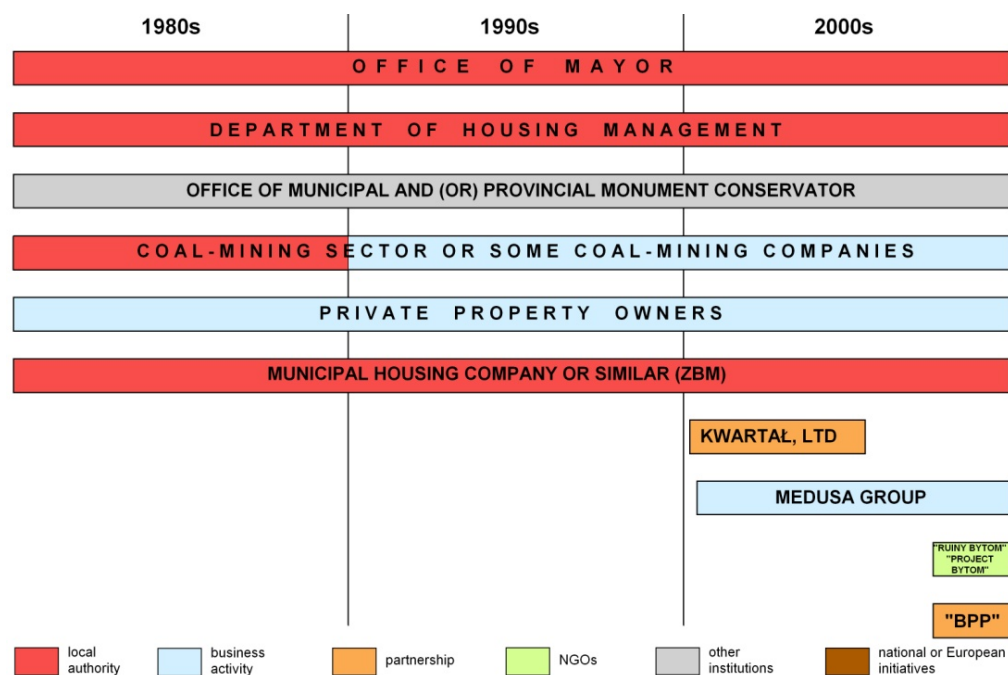 1980s 1990s 2000s
OFFICE OF MAYOR
DEPARTMENT OF HOUSING MANAGEMENT
OFFICE OF MUNICIPAL AND (OR) PROVINCIAL MONUMENT CONSERVATOR
COAL-MINING SECTOR OR SOME COAL-MINING COMPANIES
PRIVATE PROPERTY OWNERS
MUNICIPAL HOUSING COMPANY OR SIMILAR (ZBM)
KWARTAŁ, LTD
MEDUSA GROUP
"RUINY BYTOM"
"PROJECT
BYTOM"
"BPP"
local
authority
business
activity
partnership
NGOs
other
institutions
national or European
initiatives